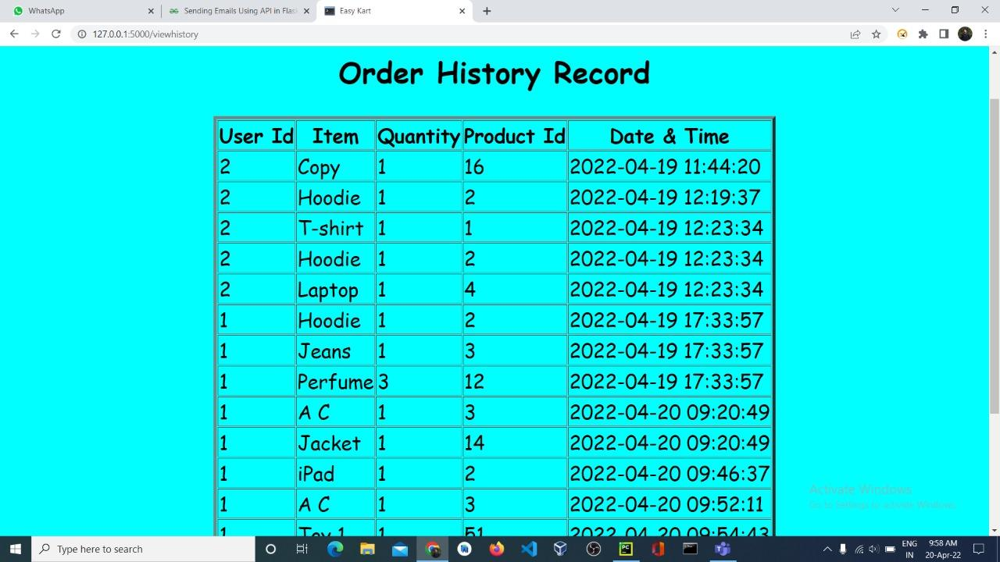 WhatsApp
Sending Emails Using API in Flas
Easy Kart
127.0.0.1:5000/viewhistory
Order History Record
User Id Item Quantity Product Id Date & Time
2 Copy 1 16 2022-04-19 11:44:20
2 Hoodie 1 2 2022-04-19 12:19:37
2 T-shirt 1 1 2022-04-19 12:23:34
2 Hoodie 1 2 2022-04-19 12:23:34
2 Laptop 1 4 2022-04-19 12:23:34
1 Hoodie 1 2 2022-04-19 17:33:57
1 Jeans 1 3 2022-04-19 17:33:57
1 Perfume 3 12 2022-04-19 17:33:57
1 A C 1 3 2022-04-20 09:20:49
1 Jacket 1 14 2022-04-20 09:20:49
1 iPad 1 2 2022-04-20 09:46:37
1 A C 1 3 2022-04-20 09:52:11
1 Toy 1 1 51 2022-04-20 09:54:43
Activate Windows
Go to Settings to activate Windows.
Type here to search
ENG
IN
9:58 AM
20-Apr-22